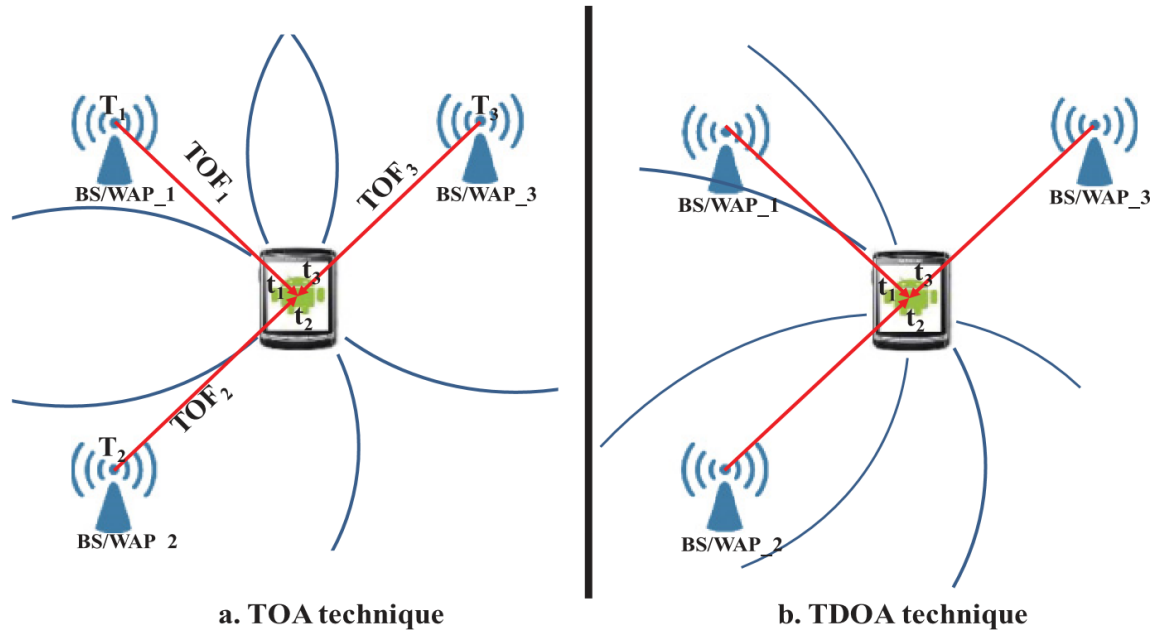 T₁
T₃
TOF₁
TOF₃
BS/WAP_1
BS/WAP_3
t₃
t₁
t₂
TOF₂
T₂
BS/WAP_2
a. TOA technique
BS/WAP_1
BS/WAP_3
t₃
t₁
t₂
BS/WAP_2
b. TDOA technique